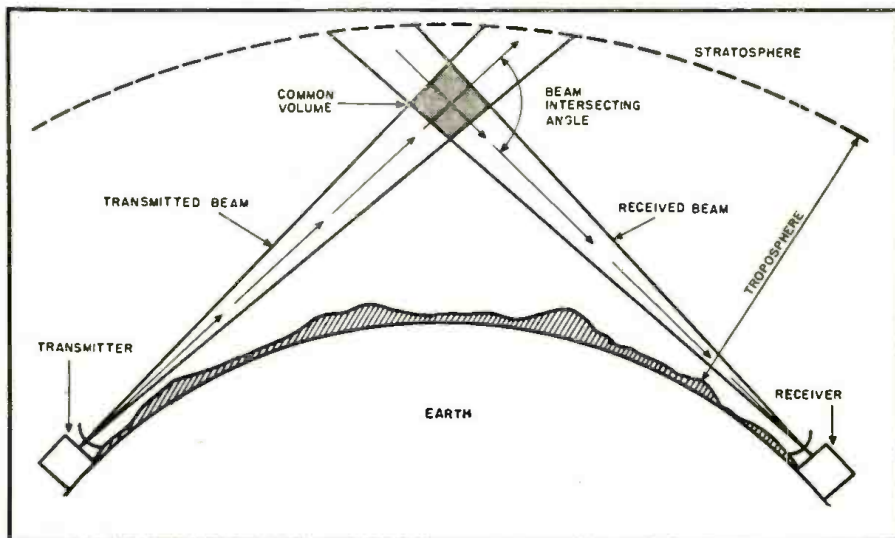 STRATOSPHERE
COMMON
VOLUME
BEAM
INTERSECTING
ANGLE
TRANSMITTED BEAM
RECEIVED BEAM
TROPOSPHERE
TRANSMITTER
RECEIVER
EARTH